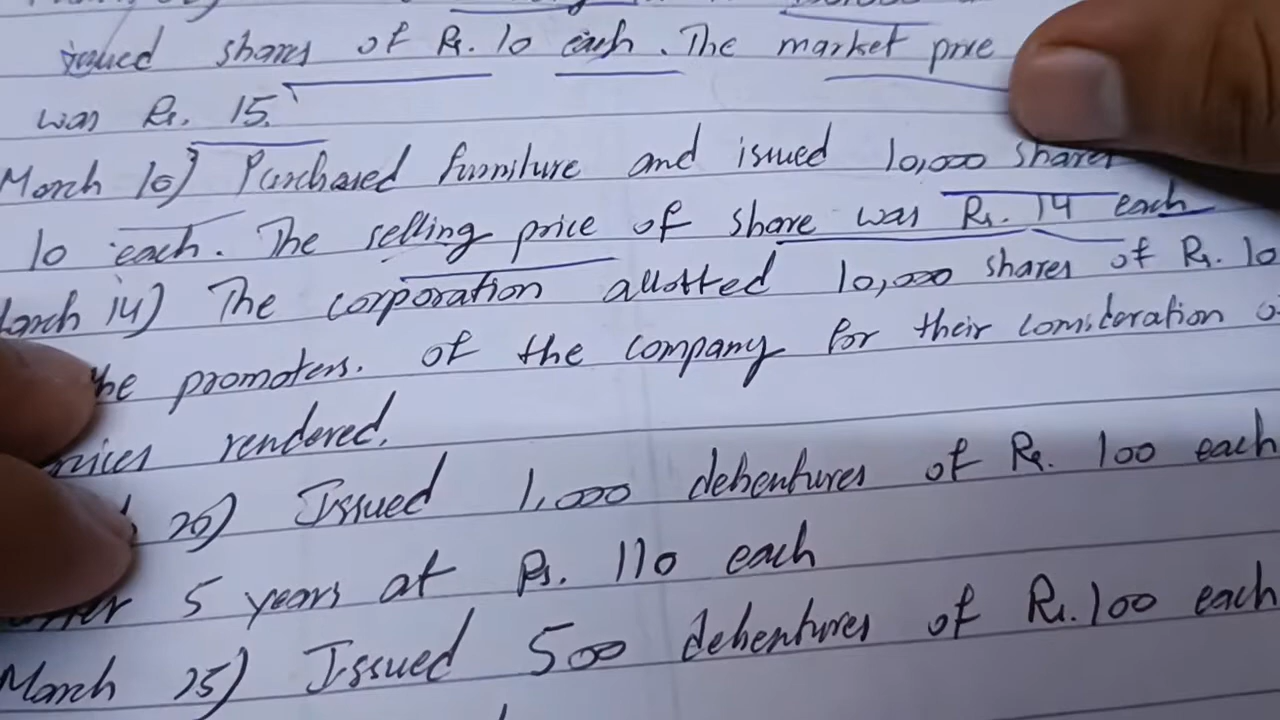 issued shares of Rs. 10 each. The market price
was Rs. 15.
March 10) Purchased furniture and issued 10,000 shares
10 each. The selling price of share was Rs. 14 each
March 14) The corporation allotted 10,000 shares of Rs. 10
the promoters. of the company for their consideration
rendered.
20) Issued 1,000 debentures of Rs. 100 each
5 years at Rs. 110 each
March 25) Issued 500 debentures of Rs. 100 each